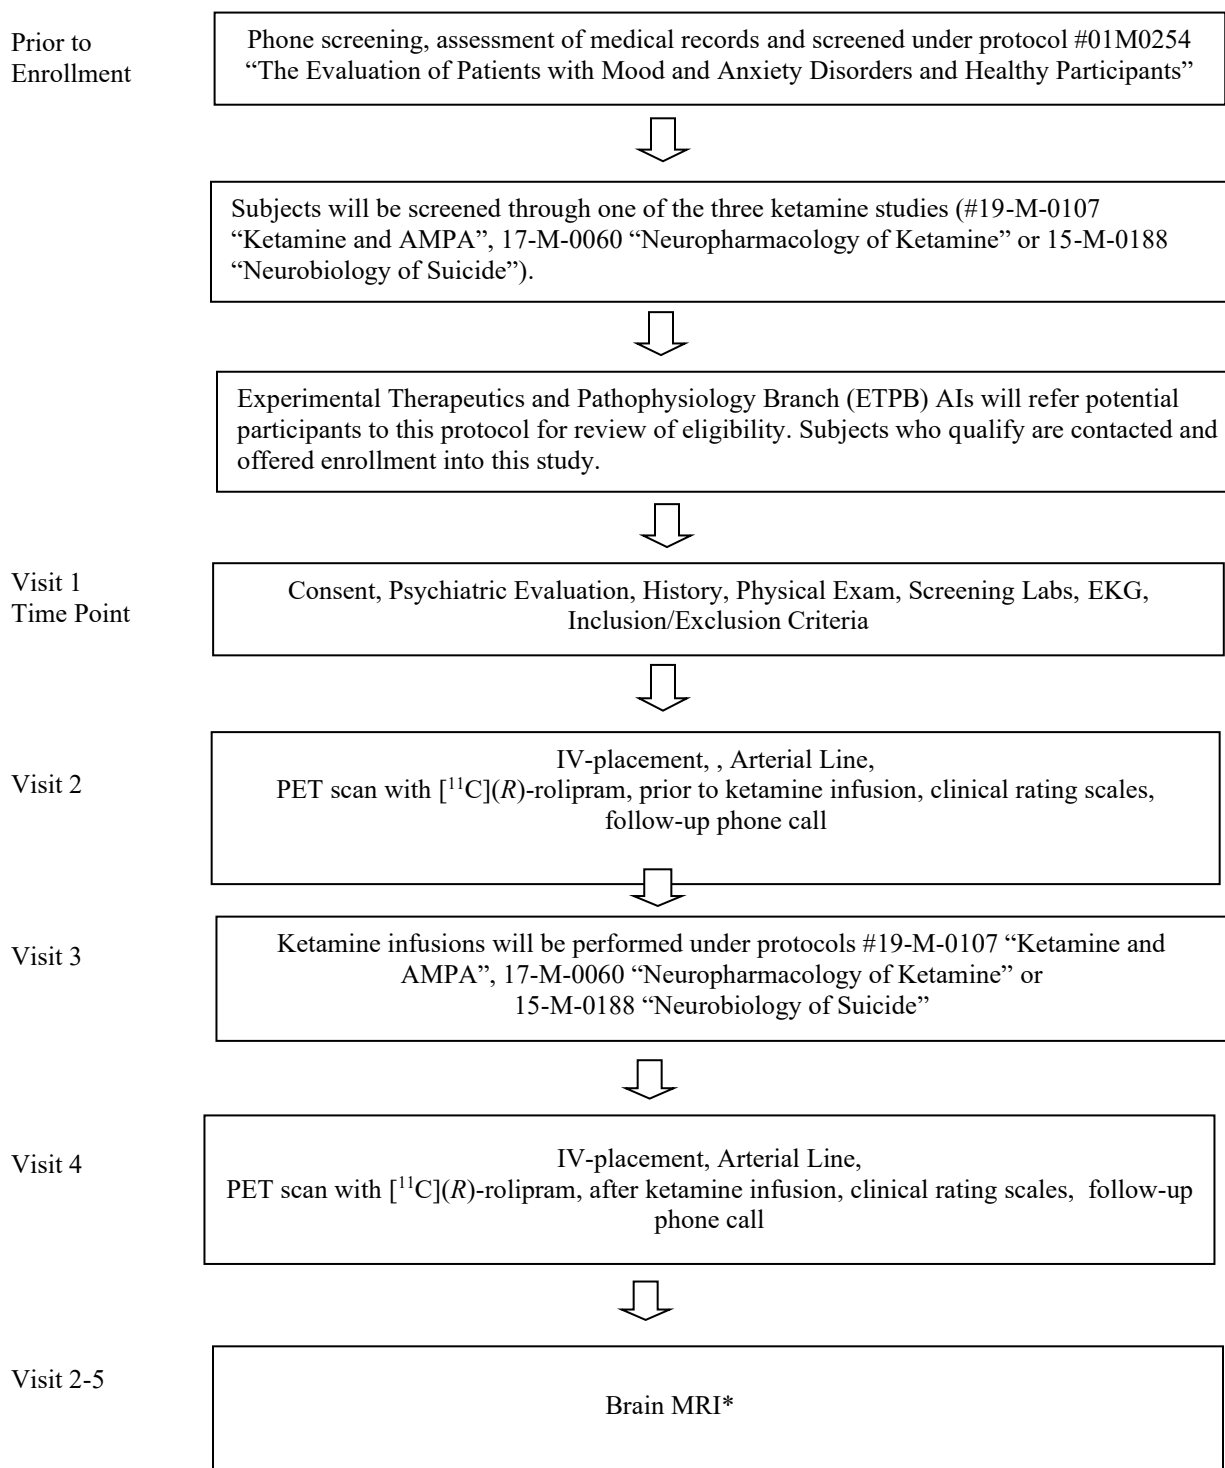 Prior to
Enrollment
Phone screening, assessment of medical records and screened under protocol #01M0254
“The Evaluation of Patients with Mood and Anxiety Disorders and Healthy Participants”
Subjects will be screened through one of the three ketamine studies (#19-M-0107
“Ketamine and AMPA”, 17-M-0060 “Neuropharmacology of Ketamine” or 15-M-0188
“Neurobiology of Suicide”).
Experimental Therapeutics and Pathophysiology Branch (ETPB) AIs will refer potential
participants to this protocol for review of eligibility. Subjects who qualify are contacted and
offered enrollment into this study.
Visit 1
Time Point
Consent, Psychiatric Evaluation, History, Physical Exam, Screening Labs, EKG,
Inclusion/Exclusion Criteria
Visit 2
IV-placement, , Arterial Line,
PET scan with [¹¹C](R)-rolipram, prior to ketamine infusion, clinical rating scales,
follow-up phone call
Visit 3
Ketamine infusions will be performed under protocols #19-M-0107 “Ketamine and
AMPA”, 17-M-0060 “Neuropharmacology of Ketamine” or
15-M-0188 “Neurobiology of Suicide”
Visit 4
IV-placement, Arterial Line,
PET scan with [¹¹C](R)-rolipram, after ketamine infusion, clinical rating scales, follow-up
phone call
Visit 2-5
Brain MRI*